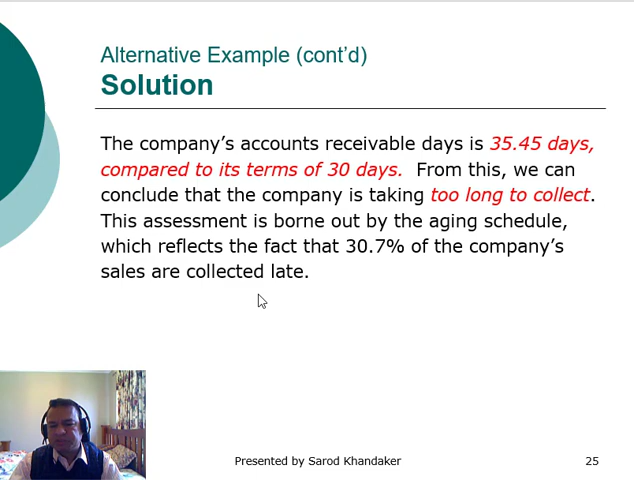 Alternative Example (cont'd)
Solution
The company's accounts receivable days is 35.45 days,
compared to its terms of 30 days. From this, we can
conclude that the company is taking too long to collect.
This assessment is borne out by the aging schedule,
which reflects the fact that 30.7% of the company's
sales are collected late.
Presented by Sarod Khandaker
25